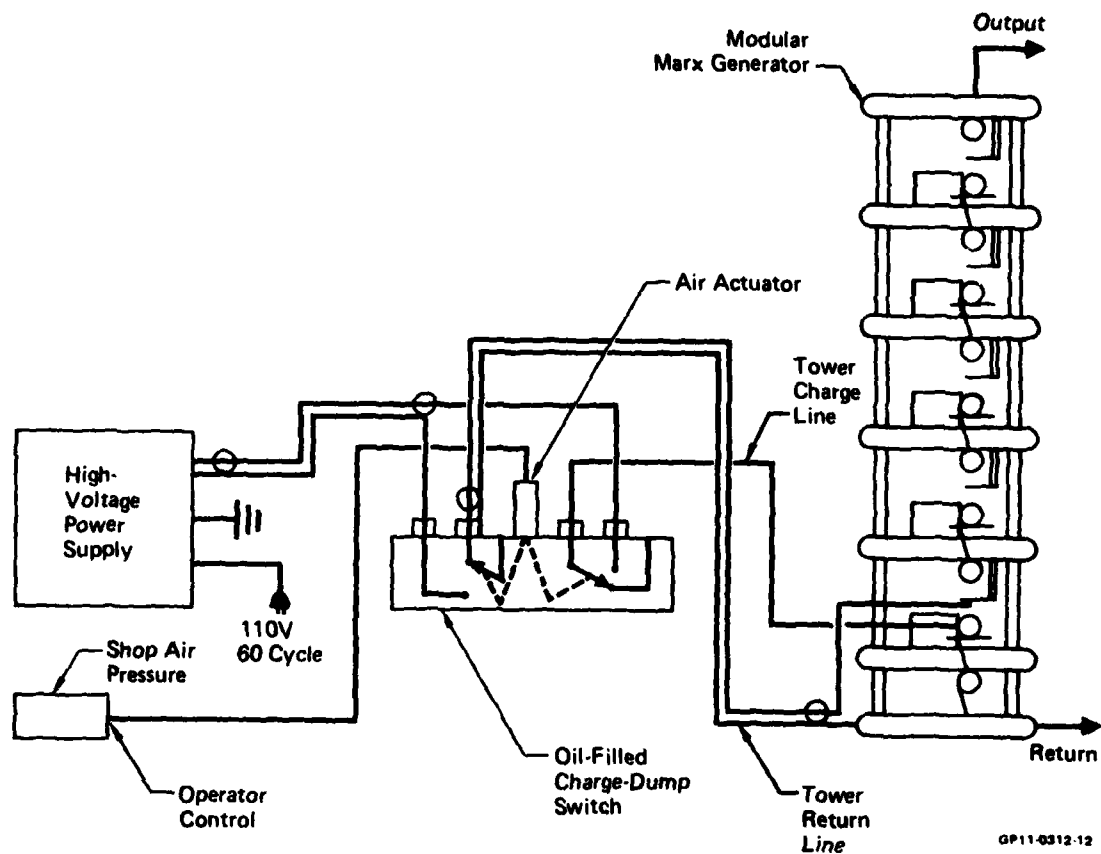 Output
Modular
Marx Generator
Air Actuator
Tower
Charge
Line
High-
Voltage
Power
Supply
110V
60 Cycle
Shop Air
Pressure
Operator
Control
Oil-Filled
Charge-Dump
Switch
Tower
Return
Line
Return
GP11-0312-12